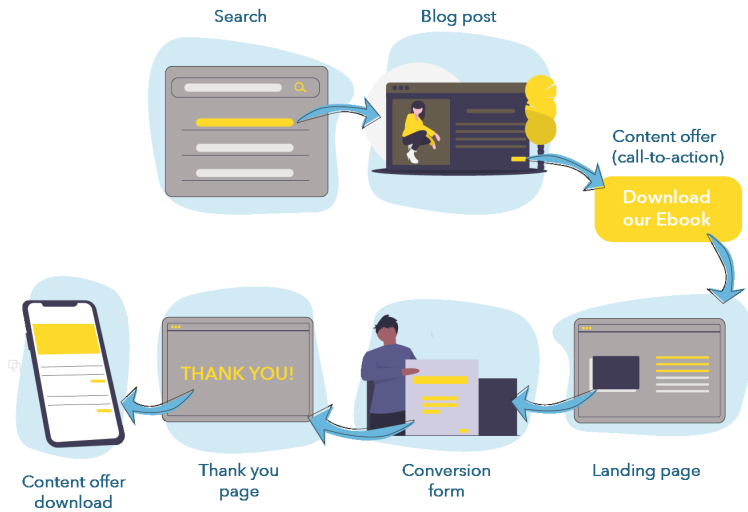 Search
Blog post
Content offer
(call-to-action)
Download
our Ebook
THANK YOU!
Content offer
download
Thank you
page
Conversion
form
Landing page